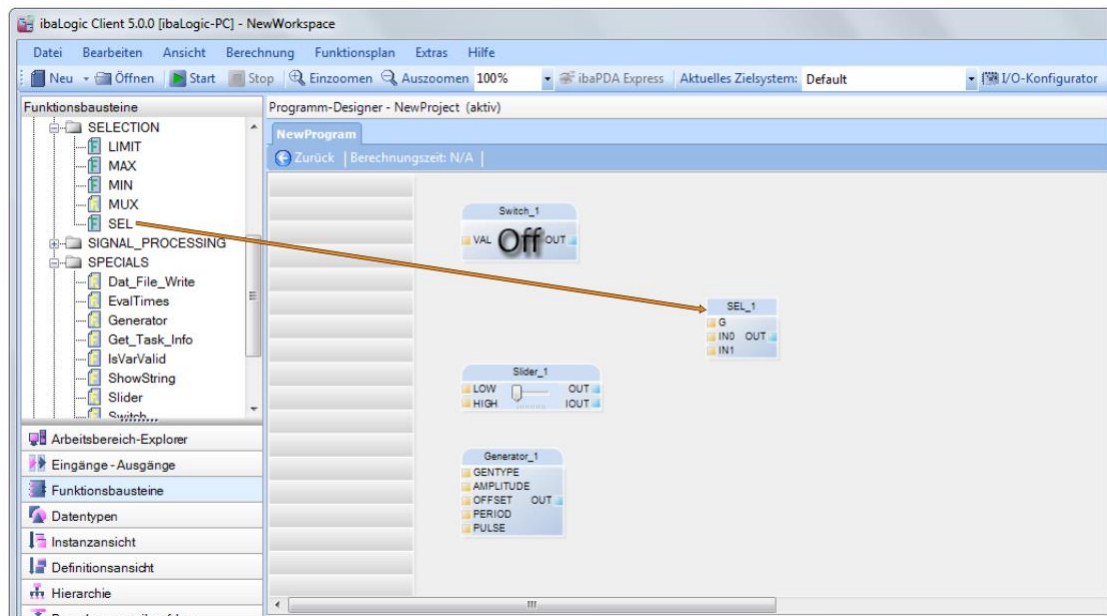 ibaLogic Client 5.0.0 [ibaLogic-PC] - NewWorkspace
Datei Bearbeiten Ansicht Berechnung Funktionsplan Extras Hilfe
Neu Öffnen Start Stop Einzoomen Auszoomen 100% ibaPDA Express Aktuelles Zielsystem: Default I/O-Konfigurator
Funktionsbausteine
SELECTION
LIMIT
MAX
MIN
MUX
SEL
SIGNAL_PROCESSING
SPECIALS
Dat_File_Write
EvalTimes
Generator
Get_Task_Info
IsVarValid
ShowString
Slider
Switch
Arbeitsbereich-Explorer
Eingänge - Ausgänge
Funktionsbausteine
Datentypen
Instanzansicht
Definitionsansicht
Hierarchie
Programm-Designer - NewProject (aktiv)
NewProgram
Zurück | Berechnungszeit: N/A |
Switch_1
VAL Off OUT
SEL_1
G
IN0 OUT
IN1
Slider_1
LOW OUT
HIGH IOUT
Generator_1
GENTYPE
AMPLITUDE
OFFSET OUT
PERIOD
PULSE